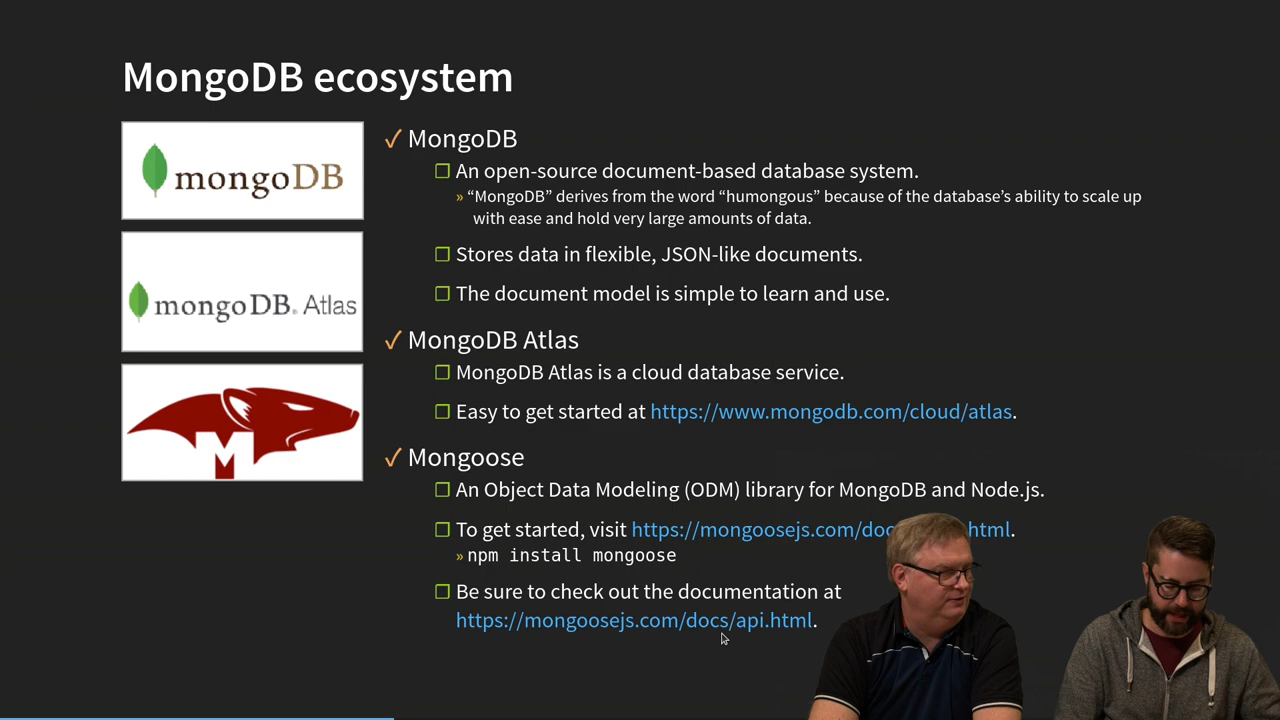 MongoDB ecosystem
mongoDB
mongoDB. Atlas
M
✓ MongoDB
❒ An open-source document-based database system.
» “MongoDB” derives from the word “humongous” because of the database’s ability to scale up
with ease and hold very large amounts of data.
❒ Stores data in flexible, JSON-like documents.
❒ The document model is simple to learn and use.
✓ MongoDB Atlas
❒ MongoDB Atlas is a cloud database service.
❒ Easy to get started at https://www.mongodb.com/cloud/atlas.
✓ Mongoose
❒ An Object Data Modeling (ODM) library for MongoDB and Node.js.
❒ To get started, visit https://mongoosejs.com/doc html.
» npm install mongoose
❒ Be sure to check out the documentation at
https://mongoosejs.com/docs/api.html.